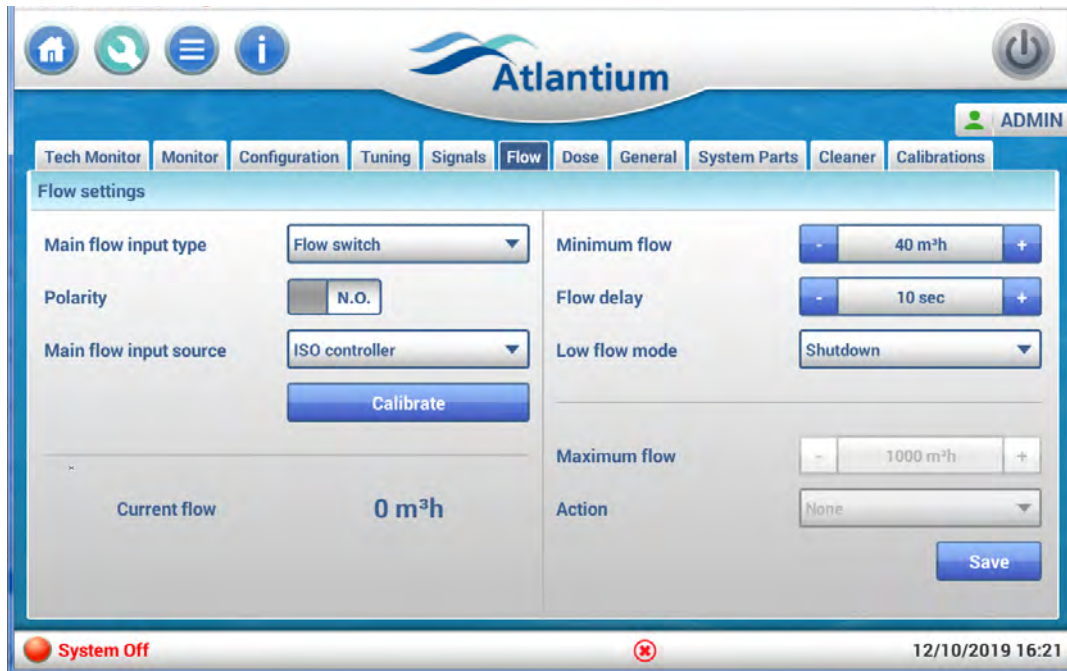 Atlantium
ADMIN
Tech Monitor Monitor Configuration Tuning Signals Flow Dose General System Parts Cleaner Calibrations
Flow settings
Main flow input type Flow switch
Polarity N.O.
Main flow input source ISO controller
Calibrate
Current flow 0 m³h
Minimum flow - 40 m³h +
Flow delay - 10 sec +
Low flow mode Shutdown
Maximum flow - 1000 m³h +
Action None
Save
System Off 12/10/2019 16:21